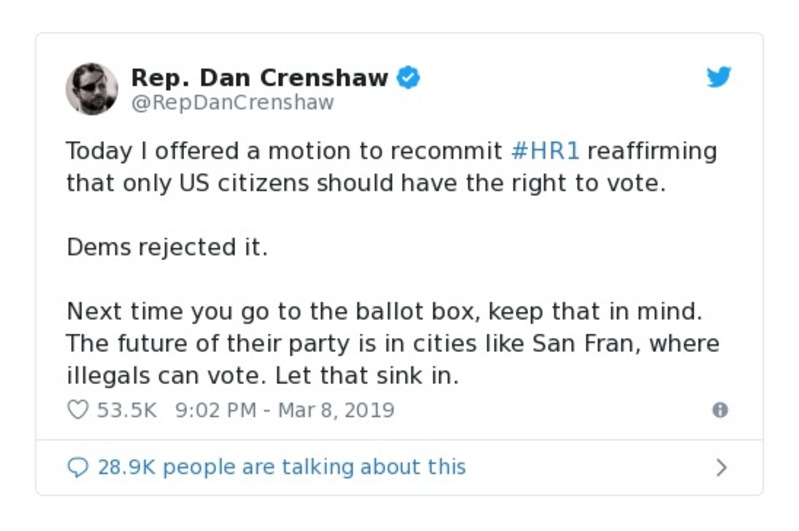 Rep. Dan Crenshaw
@RepDanCrenshaw
Today I offered a motion to recommit #HR1 reaffirming
that only US citizens should have the right to vote.
Dems rejected it.
Next time you go to the ballot box, keep that in mind.
The future of their party is in cities like San Fran, where
illegals can vote. Let that sink in.
53.5K 9:02 PM - Mar 8, 2019
28.9K people are talking about this